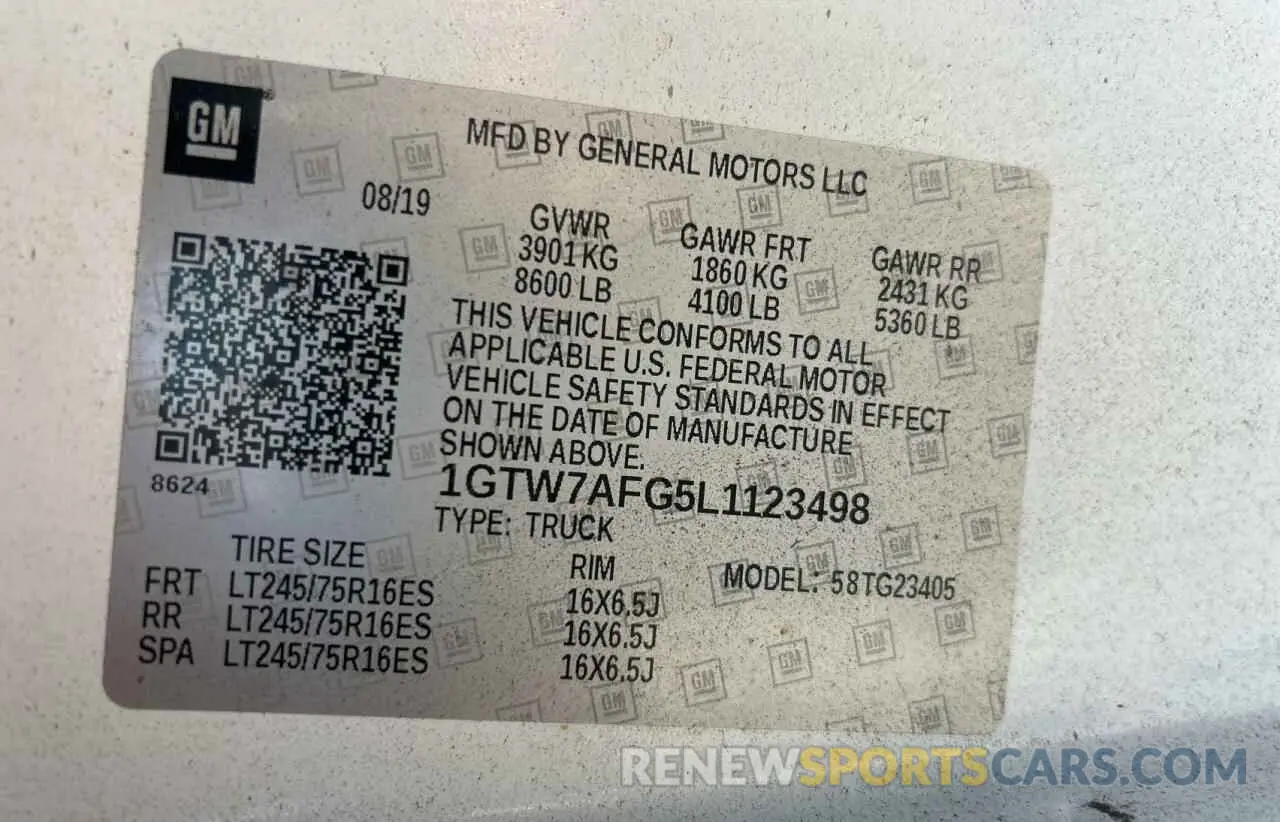 GM
MFD BY GENERAL MOTORS LLC
08/19
GVWR GAWR FRT GAWR RR
3901 KG 1860 KG 2431 KG
8600 LB 4100 LB 5360 LB
THIS VEHICLE CONFORMS TO ALL
APPLICABLE U.S. FEDERAL MOTOR
VEHICLE SAFETY STANDARDS IN EFFECT
ON THE DATE OF MANUFACTURE
SHOWN ABOVE.
8624
1GTW7AFG5L1123498
TYPE: TRUCK
TIRE SIZE RIM MODEL: 58TG23405
FRT LT245/75R16ES 16X6.5J
RR LT245/75R16ES 16X6.5J
SPA LT245/75R16ES 16X6.5J
RENEWSPORTSCARS.COM